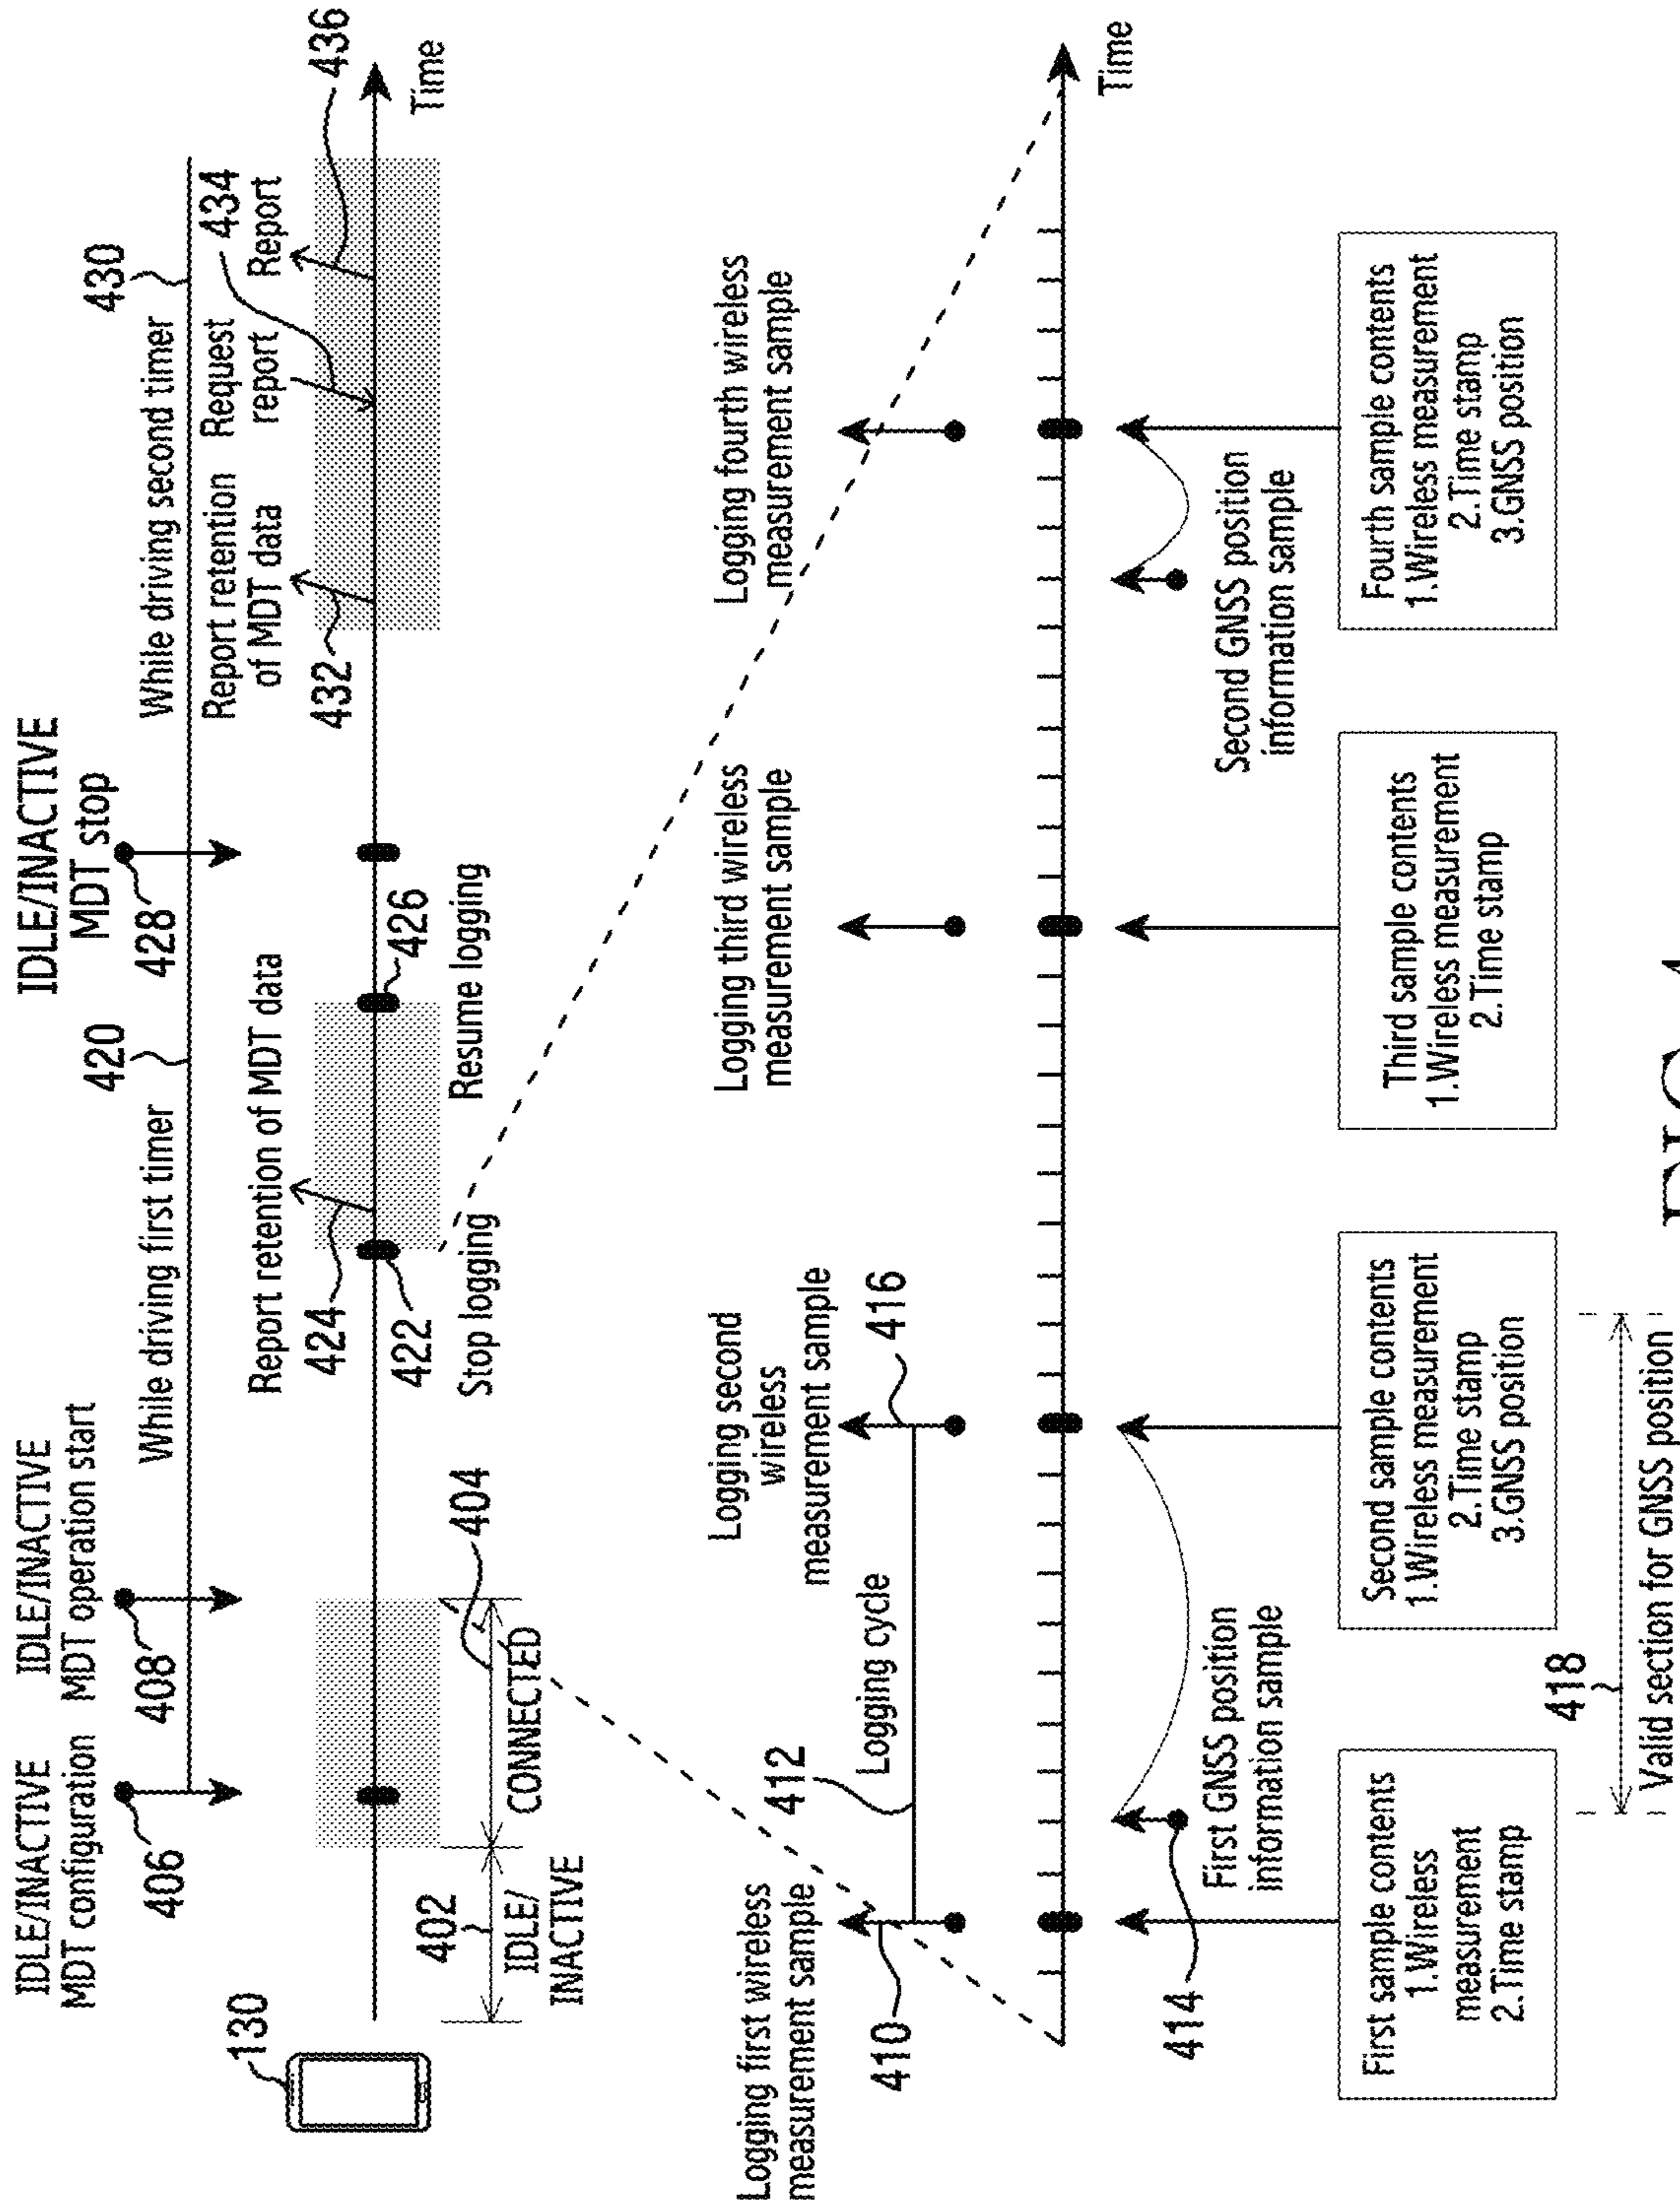 IDLE/INACTIVE
MDT configuration
406
IDLE/INACTIVE
MDT operation start
408
IDLE/INACTIVE
MDT stop
428
While driving first timer
420
While driving second timer
430
130
Report retention of MDT data
424
422
Stop logging
426
Resume logging
Report retention
of MDT data
432
Request
report
434
Report
436
Time
402
IDLE/
INACTIVE
CONNECTED
404
Logging first wireless
measurement sample
410
412
Logging cycle
Logging second
wireless
measurement sample
416
Logging third wireless
measurement sample
Logging fourth wireless
measurement sample
Time
414
First GNSS position
information sample
Second GNSS position
information sample
First sample contents
1.Wireless
measurement
2.Time stamp
Second sample contents
1.Wireless measurement
2.Time stamp
3.GNSS position
Third sample contents
1.Wireless measurement
2.Time stamp
Fourth sample contents
1.Wireless measurement
2.Time stamp
3.GNSS position
418
Valid section for GNSS position